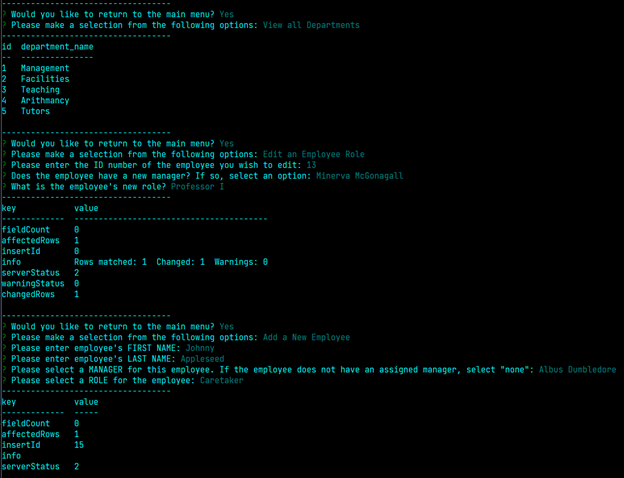 ----------------------------------
? Would you like to return to the main menu? Yes
? Please make a selection from the following options: View all Departments
----------------------------------
id  department_name
--  ---------------
1   Management
2   Facilities
3   Teaching
4   Arithmancy
5   Tutors

----------------------------------
? Would you like to return to the main menu? Yes
? Please make a selection from the following options: Edit an Employee Role
? Please enter the ID number of the employee you wish to edit: 13
? Does the employee have a new manager? If so, select an option: Minerva McGonagall
? What is the employee's new role? Professor I
----------------------------------
key            value
-------------  ---------------------------------------
fieldCount     0
affectedRows   1
insertId       0
info           Rows matched: 1  Changed: 1  Warnings: 0
serverStatus   2
warningStatus  0
changedRows    1

----------------------------------
? Would you like to return to the main menu? Yes
? Please make a selection from the following options: Add a New Employee
? Please enter employee's FIRST NAME: Johnny
? Please enter employee's LAST NAME: Appleseed
? Please select a MANAGER for this employee. If the employee does not have an assigned manager, select "none": Albus Dumbledore
? Please select a ROLE for the employee: Caretaker
----------------------------------
key            value
-------------  -----
fieldCount     0
affectedRows   1
insertId       15
info
serverStatus   2